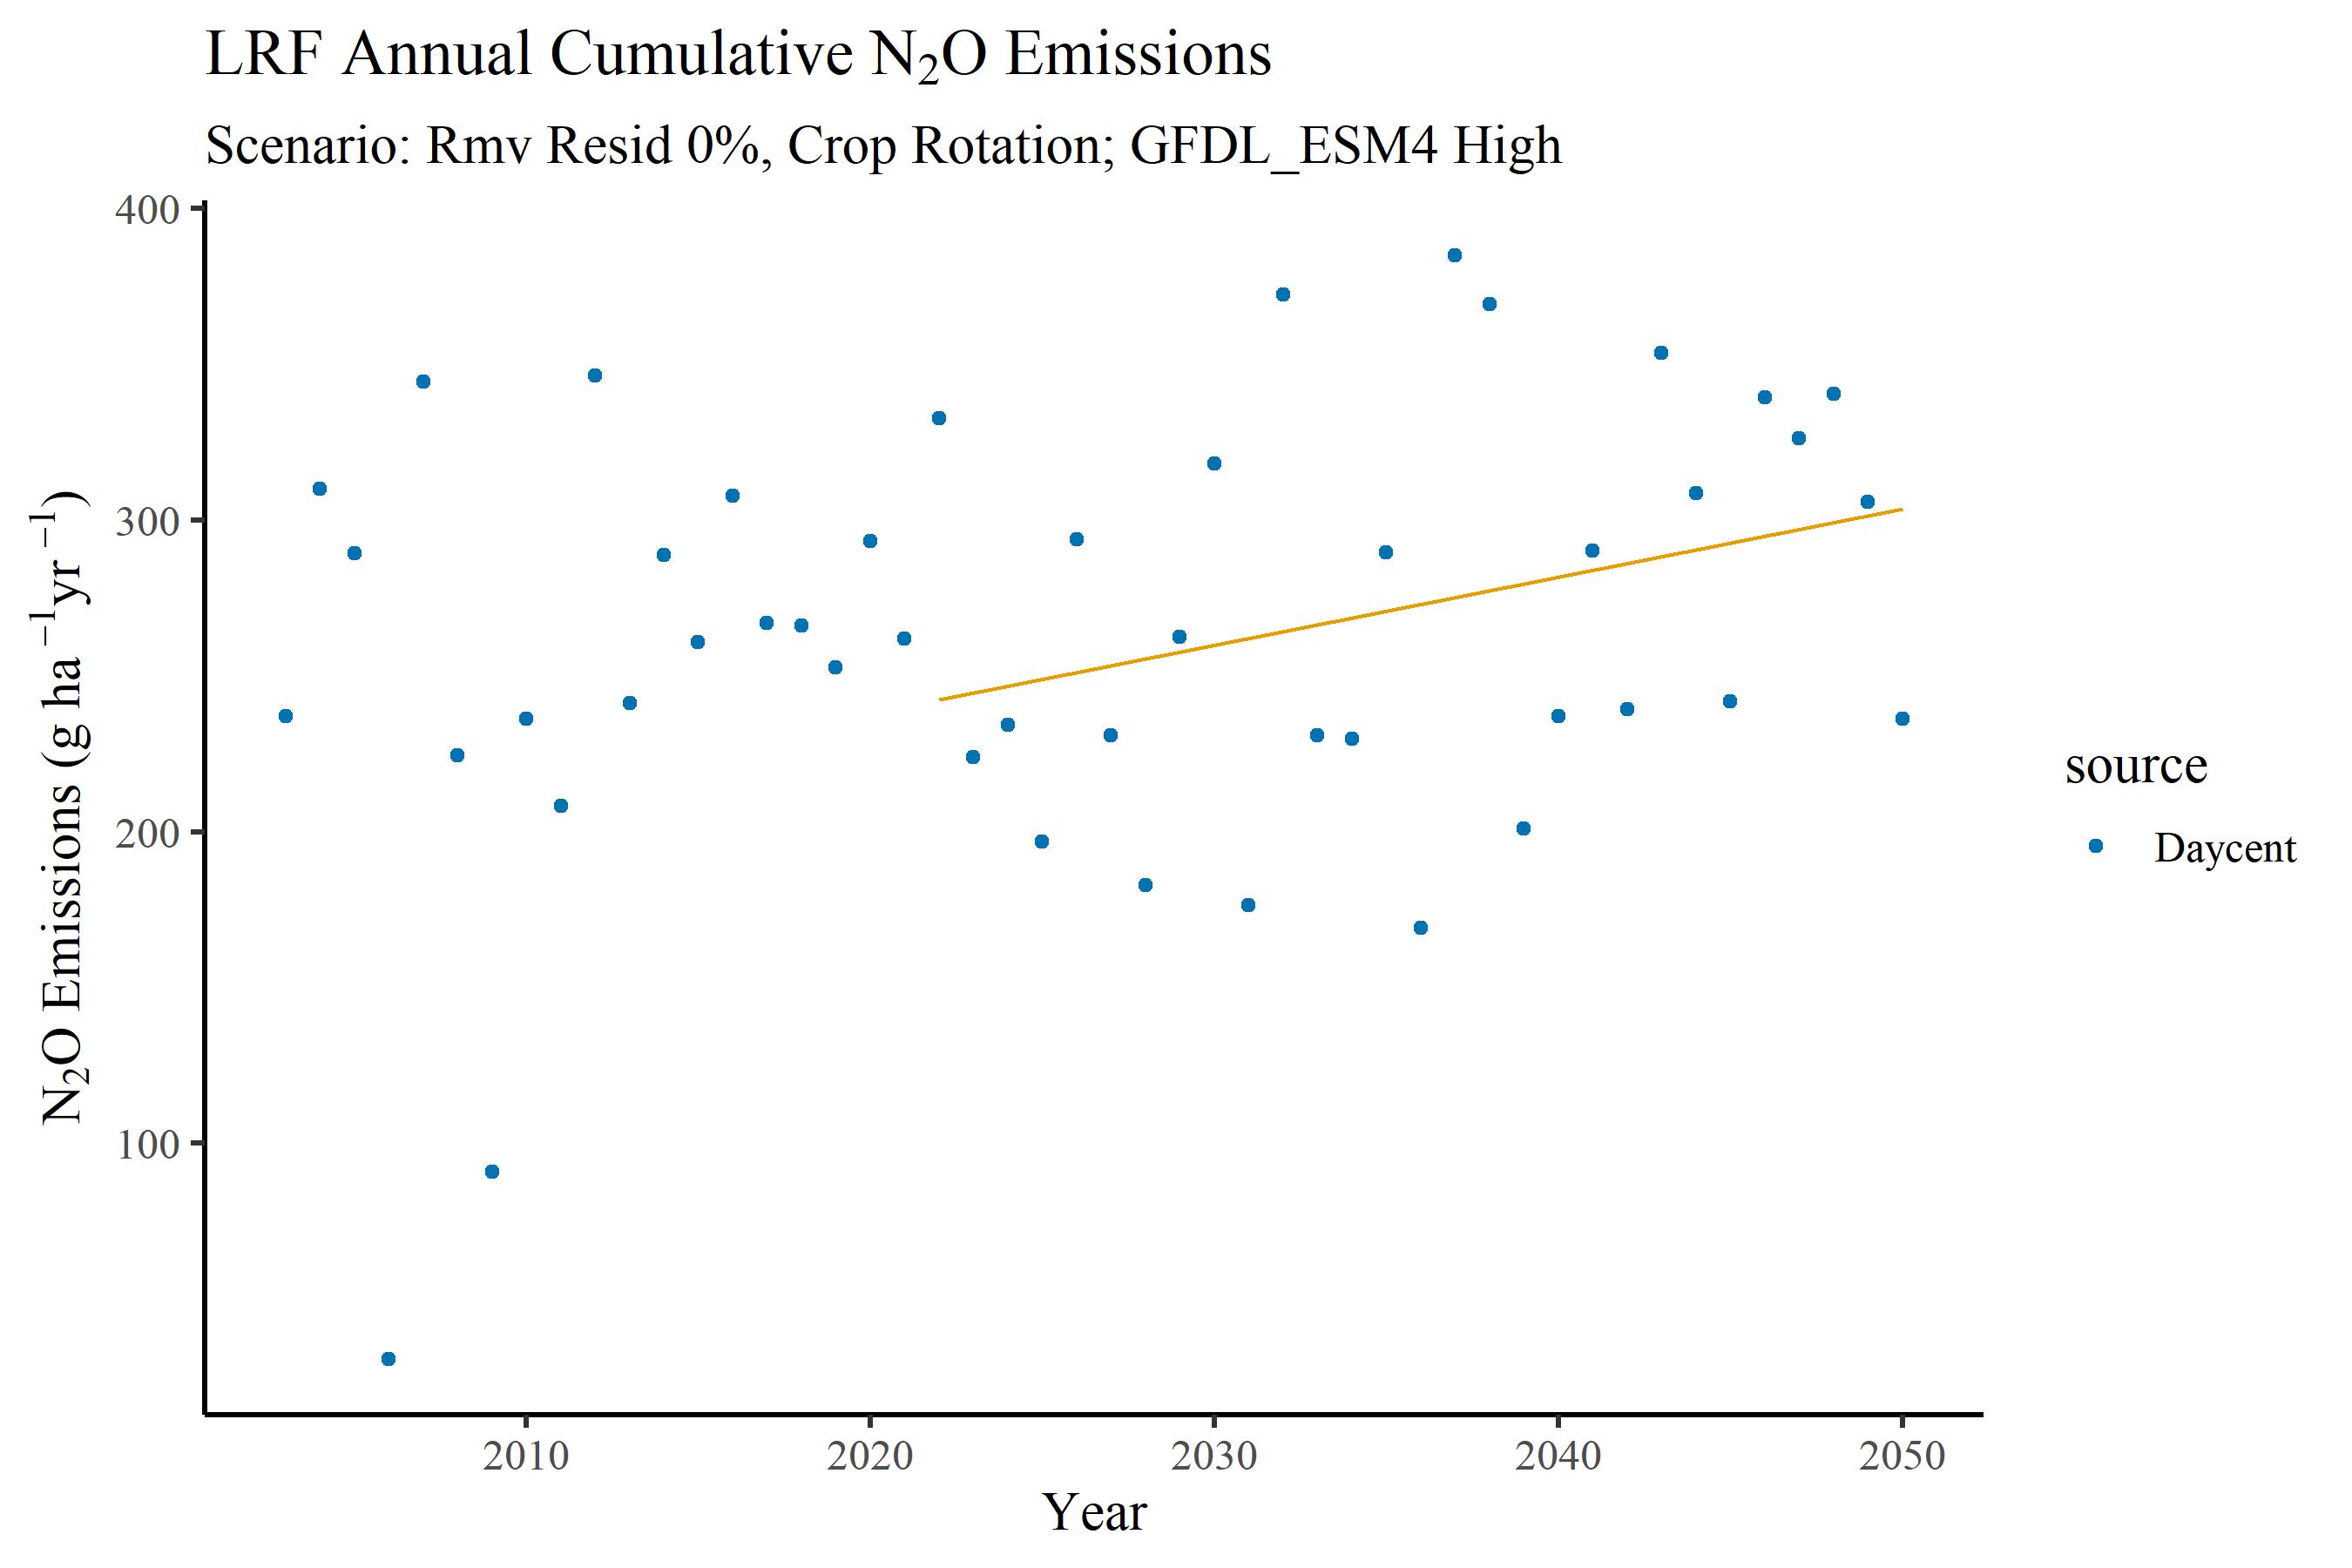 LRF Annual Cumulative N₂O Emissions
Scenario: Rmv Resid 0%, Crop Rotation; GFDL_ESM4 High
N₂O Emissions (g ha ⁻¹yr ⁻¹)
400
300
200
100
2010 2020 2030 2040 2050
Year
source
Daycent